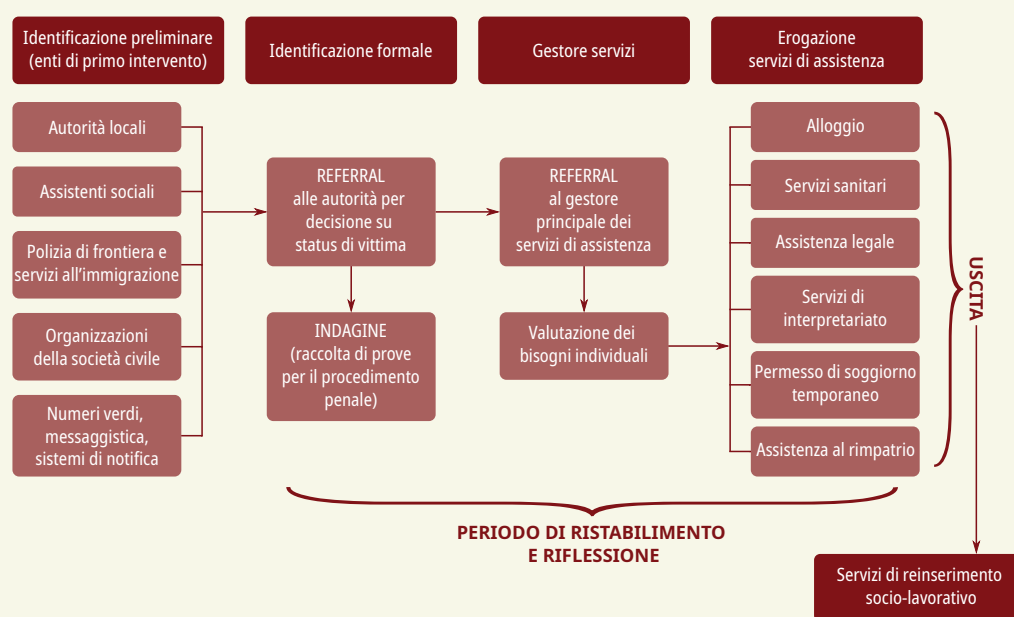 Identificazione preliminare
(enti di primo intervento)
Identificazione formale
Gestore servizi
Erogazione
servizi di assistenza
Autorità locali
Assistenti sociali
Polizia di frontiera e
servizi all'immigrazione
Organizzazioni
della società civile
Numeri verdi,
messaggistica,
sistemi di notifica
REFERRAL
alle autorità per
decisione su
status di vittima
INDAGINE
(raccolta di prove
per il procedimento
penale)
REFERRAL
al gestore
principale dei
servizi di assistenza
Valutazione dei
bisogni individuali
Alloggio
Servizi sanitari
Assistenza legale
Servizi di
interpretariato
Permesso di soggiorno
temporaneo
Assistenza al rimpatrio
USCITA
PERIODO DI RISTABILIMENTO
E RIFLESSIONE
Servizi di reinserimento
socio-lavorativo